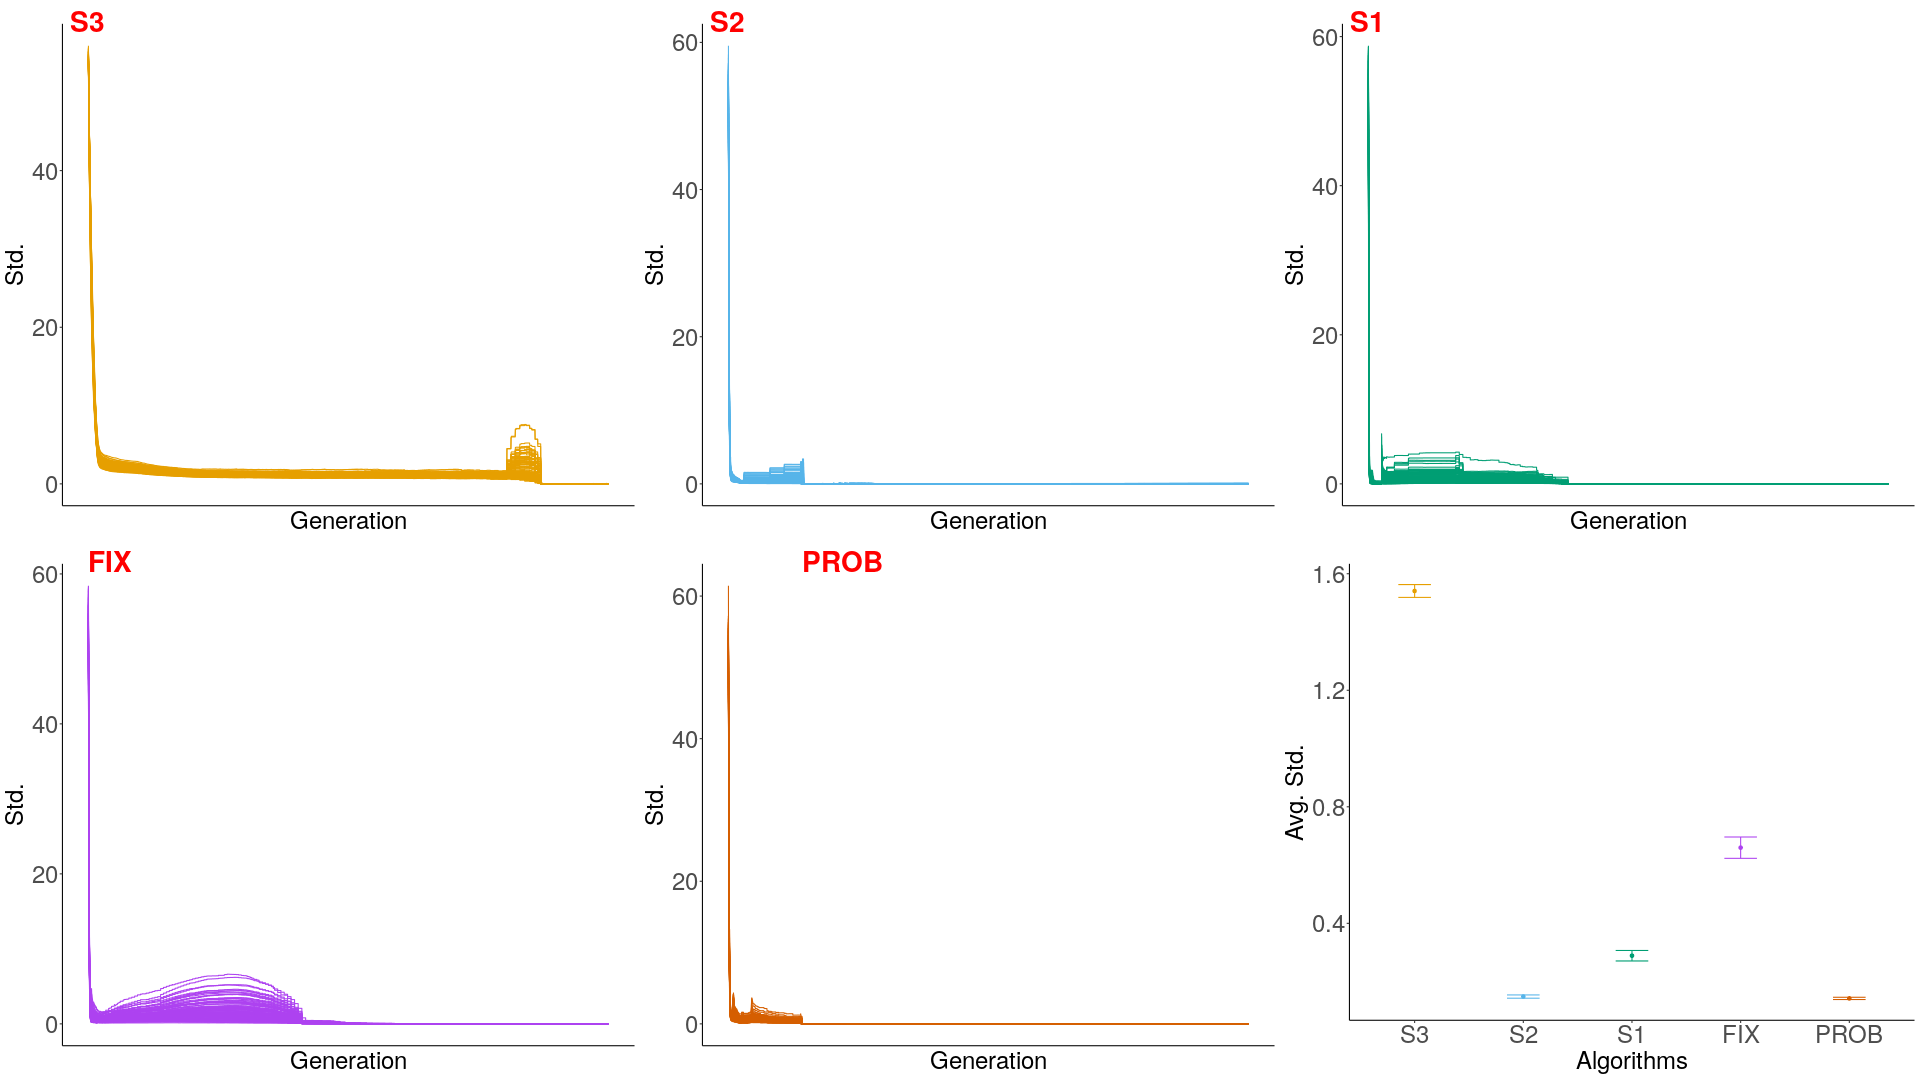 S3
40
20
0
Std.
Generation
S2
60
40
20
0
Std.
Generation
S1
60
40
20
0
Std.
Generation
FIX
60
40
20
0
Std.
Generation
PROB
60
40
20
0
Std.
Generation
1.6
1.2
0.8
0.4
Avg. Std.
S3 S2 S1 FIX PROB
Algorithms